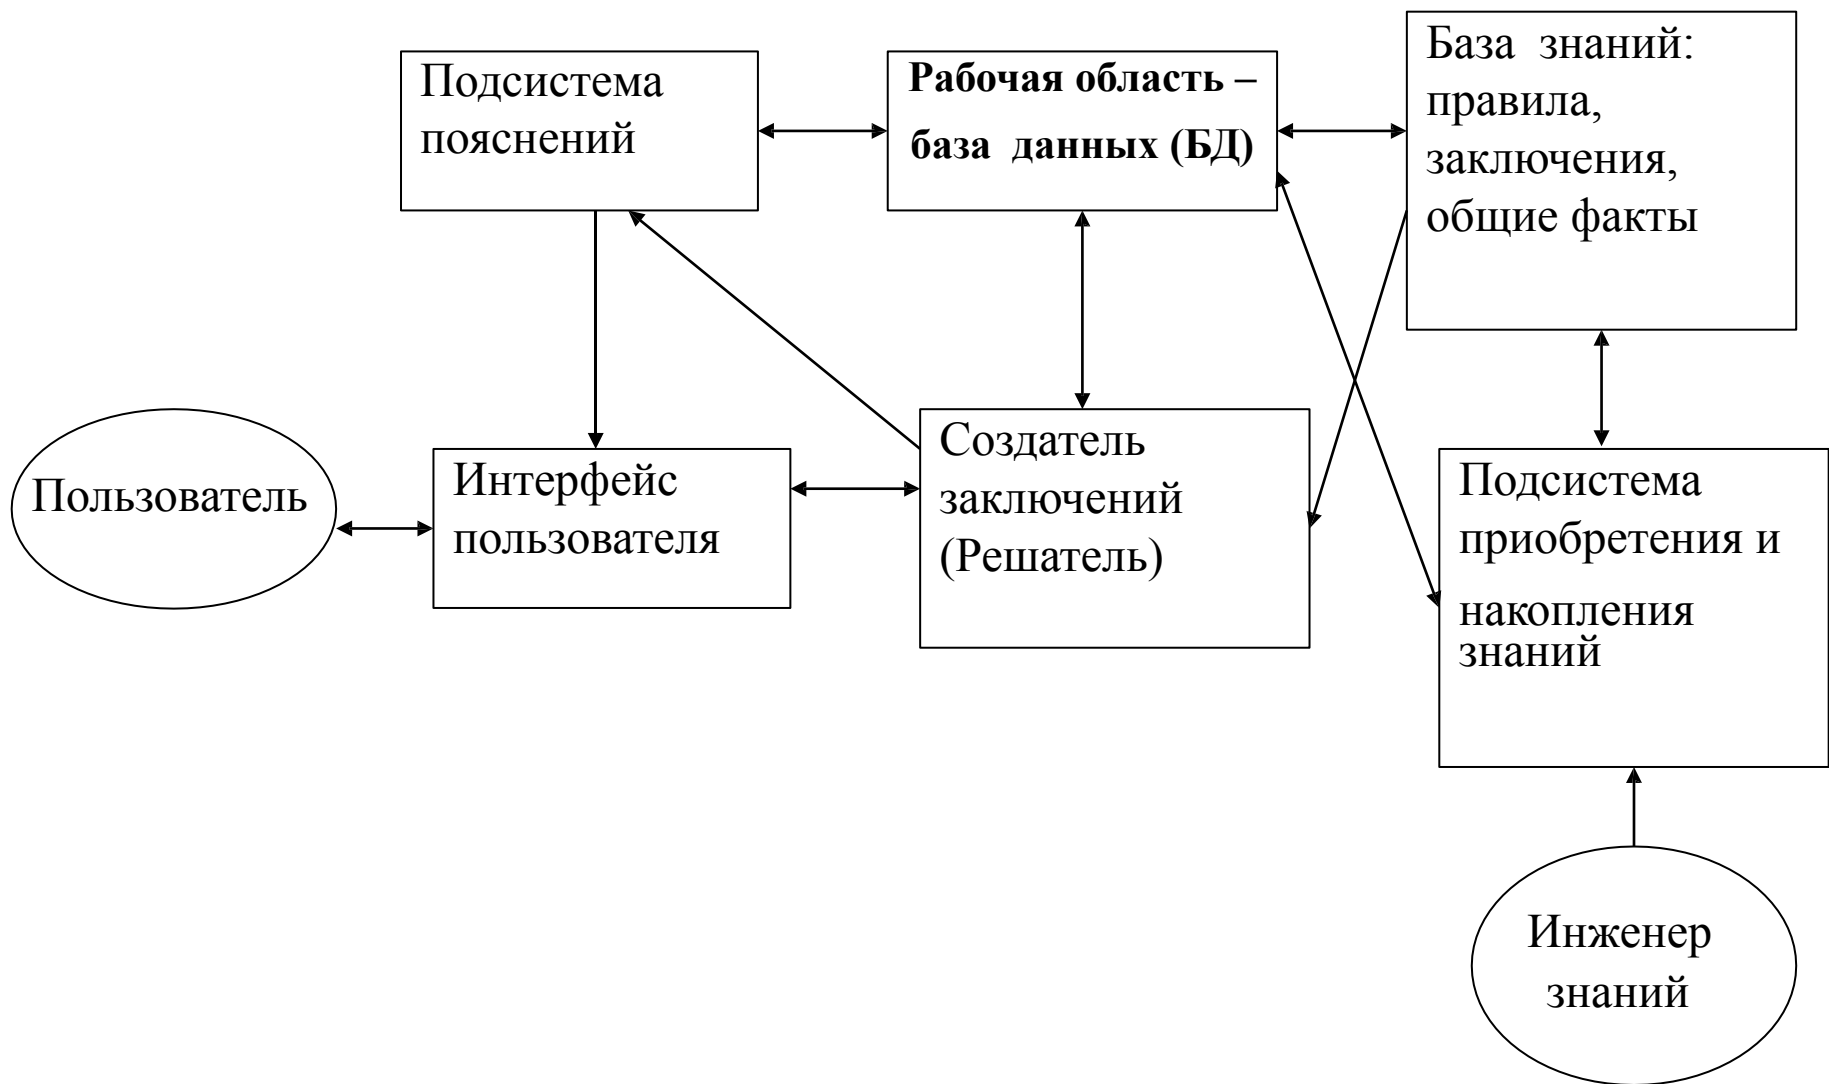 Подсистема
пояснений
Рабочая область –
база данных (БД)
База знаний:
правила,
заключения,
общие факты
Пользователь
Интерфейс
пользователя
Создатель
заключений
(Решатель)
Подсистема
приобретения и
накопления
знаний
Инженер
знаний